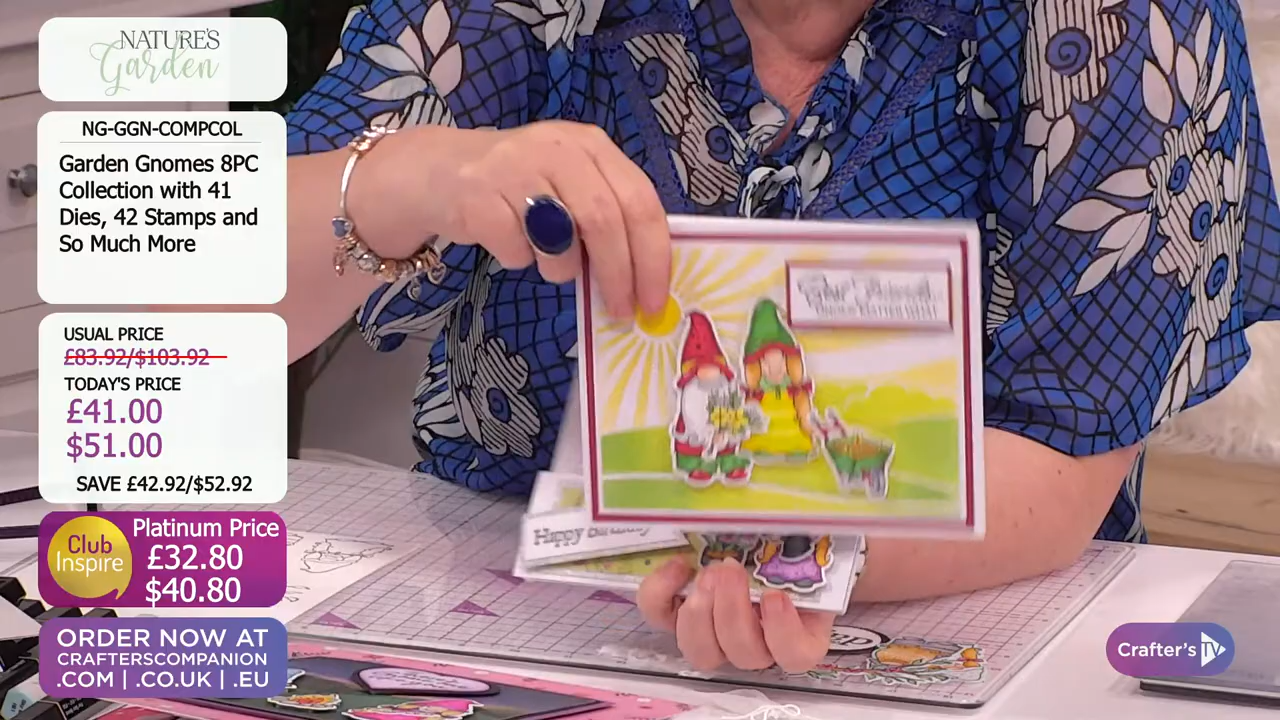 NATURE'S
Garden
NG-GGN-COMPCOL
Garden Gnomes 8PC
Collection with 41
Dies, 42 Stamps and
So Much More
USUAL PRICE
£83.92/$103.92
TODAY'S PRICE
£41.00
$51.00
SAVE £42.92/$52.92
Club
Inspire
Platinum Price
£32.80
$40.80
ORDER NOW AT
CRAFTERSCOMPANION
.COM | .CO.UK | .EU
Happy Birthday
Crafter's TV